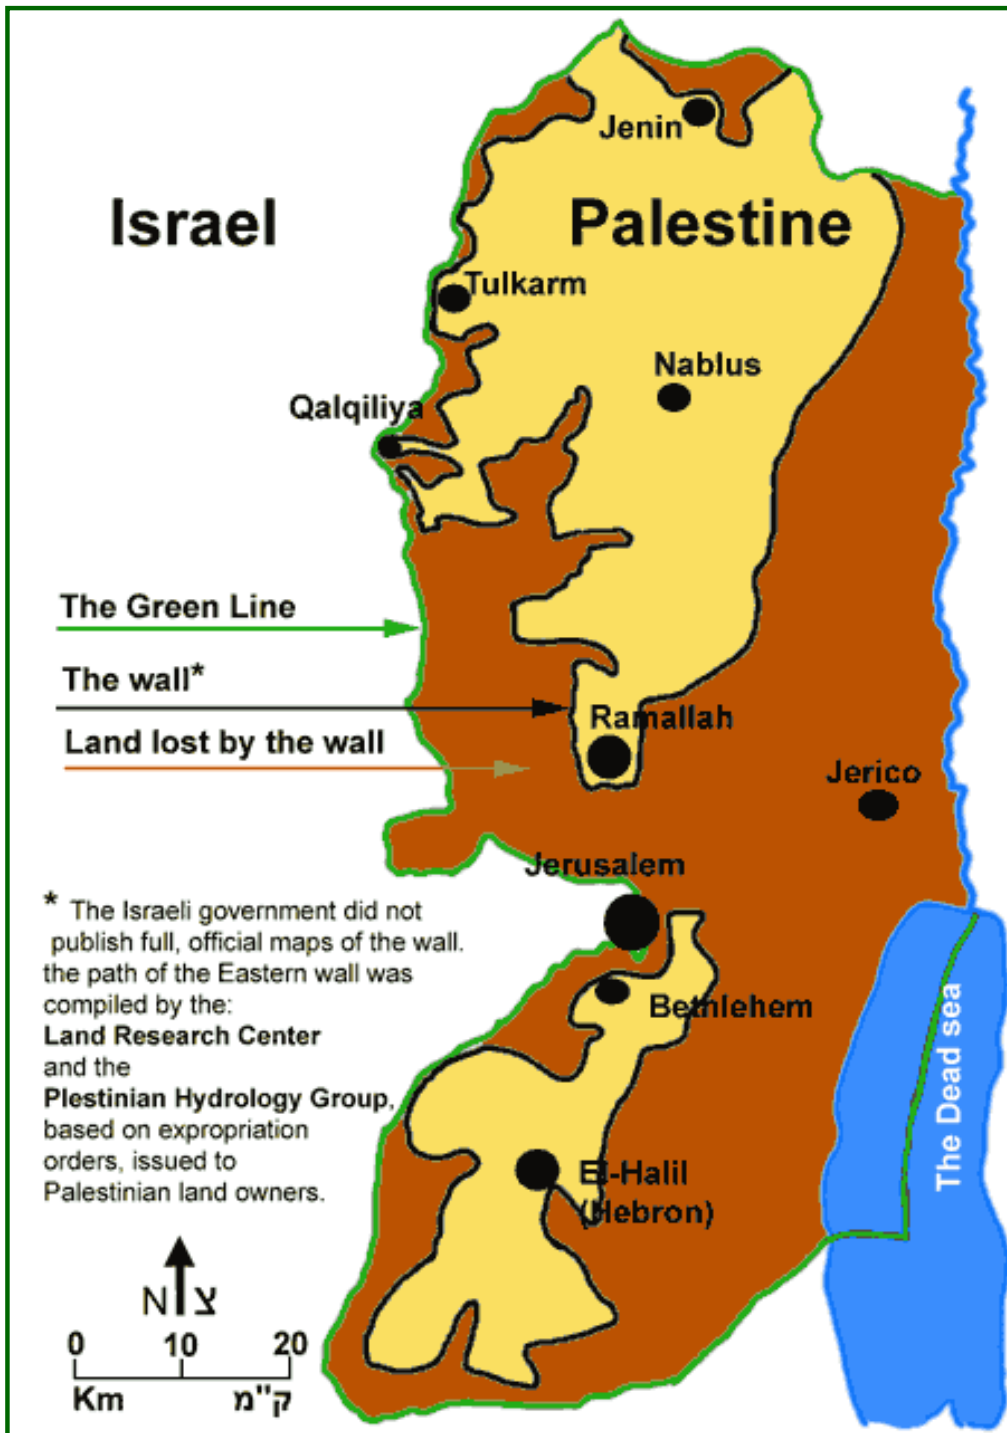 Jenin
Israel
Palestine
Tulkarm
Nablus
Qalqiliya
The Green Line
The wall*
Ramallah
Land lost by the wall
Jerico
Jerusalem
* The Israeli government did not
publish full, official maps of the wall.
the path of the Eastern wall was
compiled by the:
Land Research Center
and the
Plestinian Hydrology Group,
based on expropriation
orders, issued to
Palestinian land owners.
Bethlehem
The Dead sea
El-Halil
(Hebron)
N צ
0 10 20
Km ק"מ